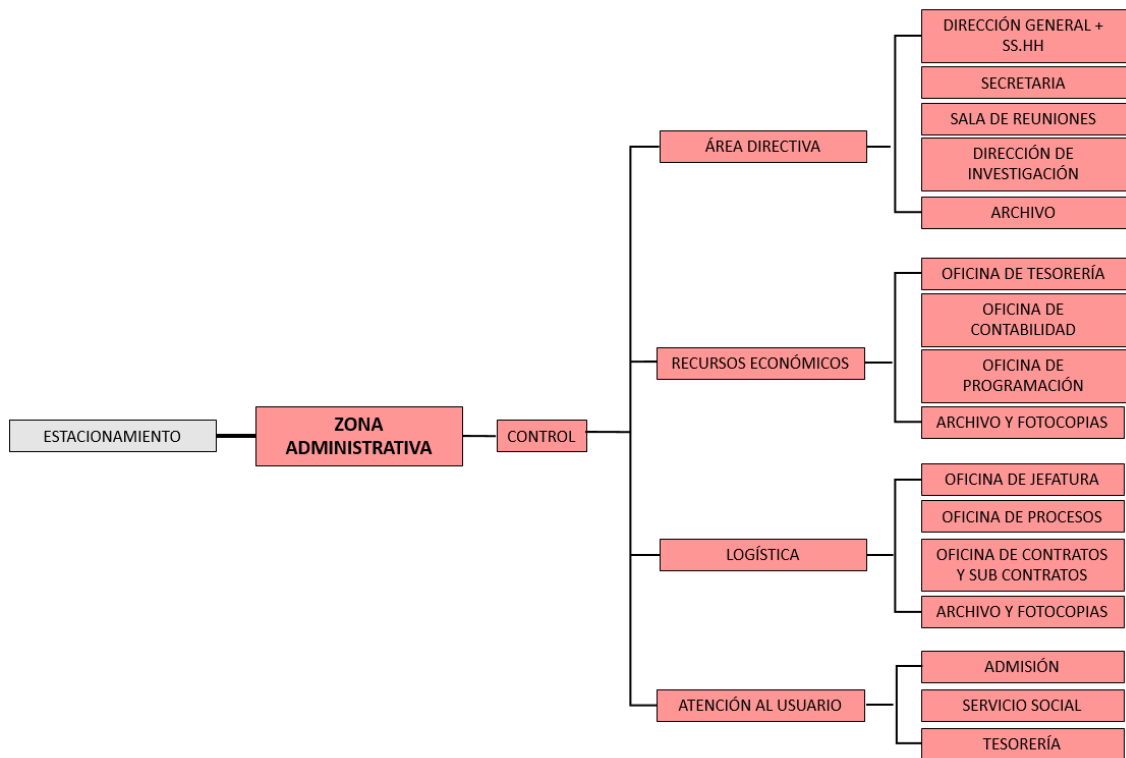 ESTACIONAMIENTO
ZONA
ADMINISTRATIVA
CONTROL
ÁREA DIRECTIVA
DIRECCIÓN GENERAL +
SS.HH
SECRETARIA
SALA DE REUNIONES
DIRECCIÓN DE
INVESTIGACIÓN
ARCHIVO
RECURSOS ECONÓMICOS
OFICINA DE TESORERÍA
OFICINA DE
CONTABILIDAD
OFICINA DE
PROGRAMACIÓN
ARCHIVO Y FOTOCOPIAS
LOGÍSTICA
OFICINA DE JEFATURA
OFICINA DE PROCESOS
OFICINA DE CONTRATOS
Y SUB CONTRATOS
ARCHIVO Y FOTOCOPIAS
ATENCIÓN AL USUARIO
ADMISIÓN
SERVICIO SOCIAL
TESORERÍA